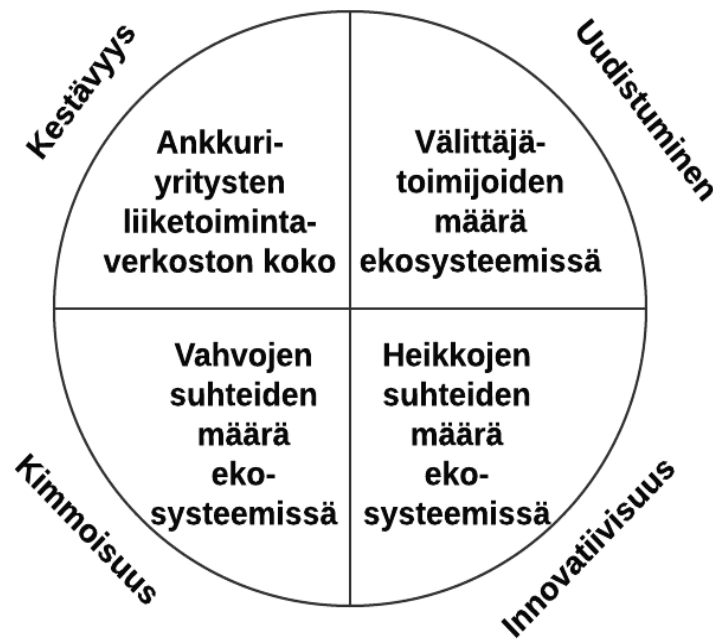 Kestävyys
Uudistuminen
Ankkuri-
yritysten
liiketoiminta-
verkoston koko
Välittäjä-
toimijoiden
määrä
ekosysteemissä
Vahvojen
suhteiden
määrä
eko-
systeemissä
Heikkojen
suhteiden
määrä
eko-
systeemissä
Kimmoisuus
Innovatiivisuus